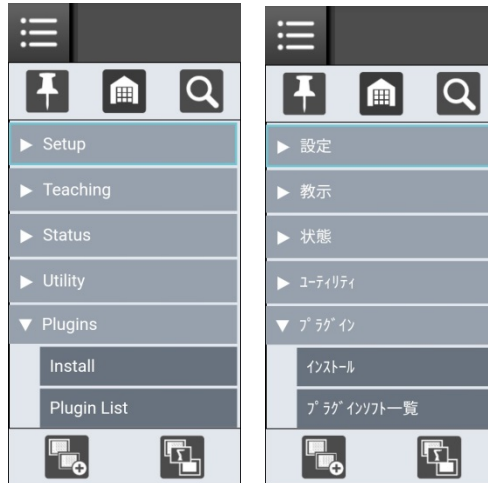 Setup
Teaching
Status
Utility
Plugins
Install
Plugin List
設定
教示
状態
ﾕｰﾃｨﾘﾃｨ
ﾌﾟﾗｸﾞｲﾝ
ｲﾝｽﾄｰﾙ
ﾌﾟﾗｸﾞｲﾝｿﾌﾄ一覧